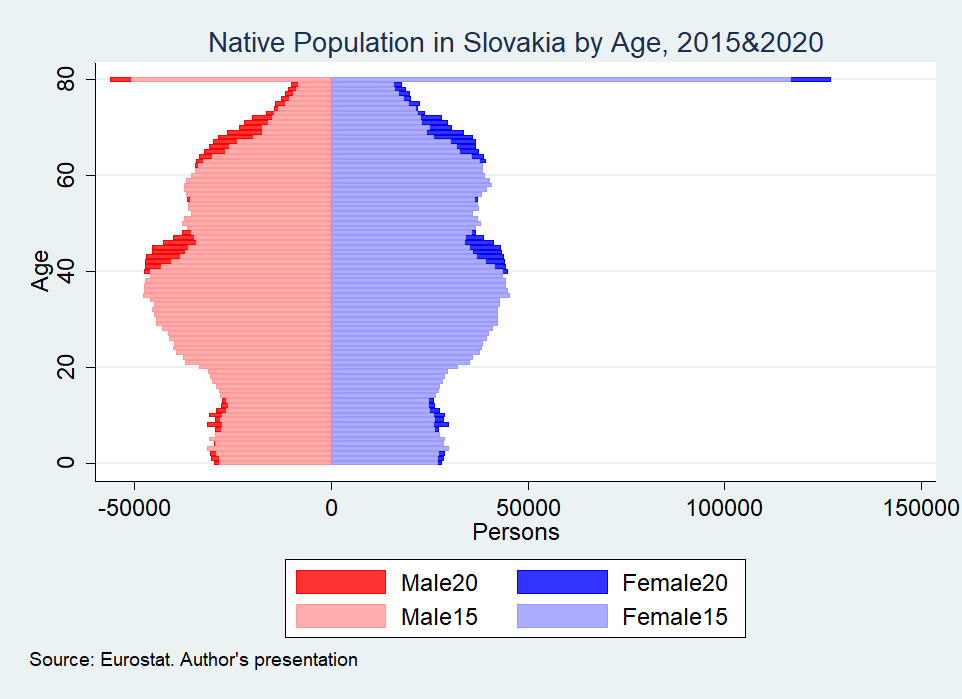 Native Population in Slovakia by Age, 2015&2020
80
60
40
20
0
Age
-50000 0 50000 100000 150000
Persons
Male20 Female20
Male15 Female15
Source: Eurostat. Author's presentation